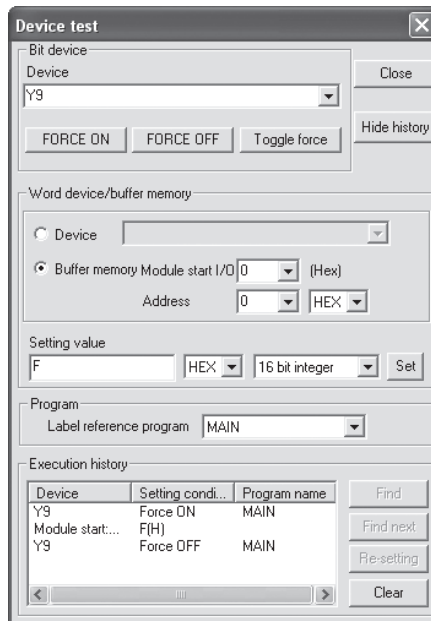 Device test
Bit device
Device
Close
Y9
FORCE ON FORCE OFF Toggle force
Hide history
Word device/buffer memory
Device
Buffer memory Module start I/O 0 (Hex)
Address 0 HEX
Setting value
F HEX 16 bit integer Set
Program
Label reference program MAIN
Execution history
Device Setting condi... Program name
Y9 Force ON MAIN
Module start:... F(H)
Y9 Force OFF MAIN
Find
Find next
Re-setting
Clear